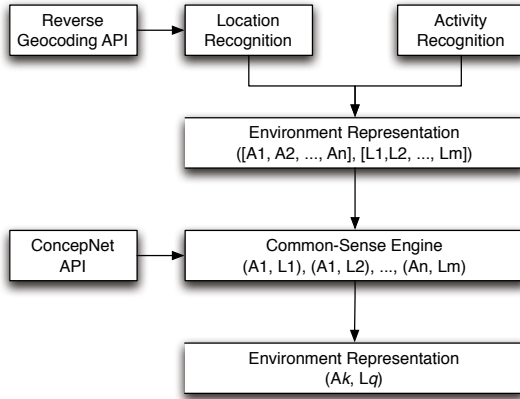 Reverse
Geocoding API
Location
Recognition
Activity
Recognition
Environment Representation
([A1, A2, ..., An], [L1,L2, ..., Lm])
ConcepNet
API
Common-Sense Engine
(A1, L1), (A1, L2), ..., (An, Lm)
Environment Representation
(Ak, Lq)